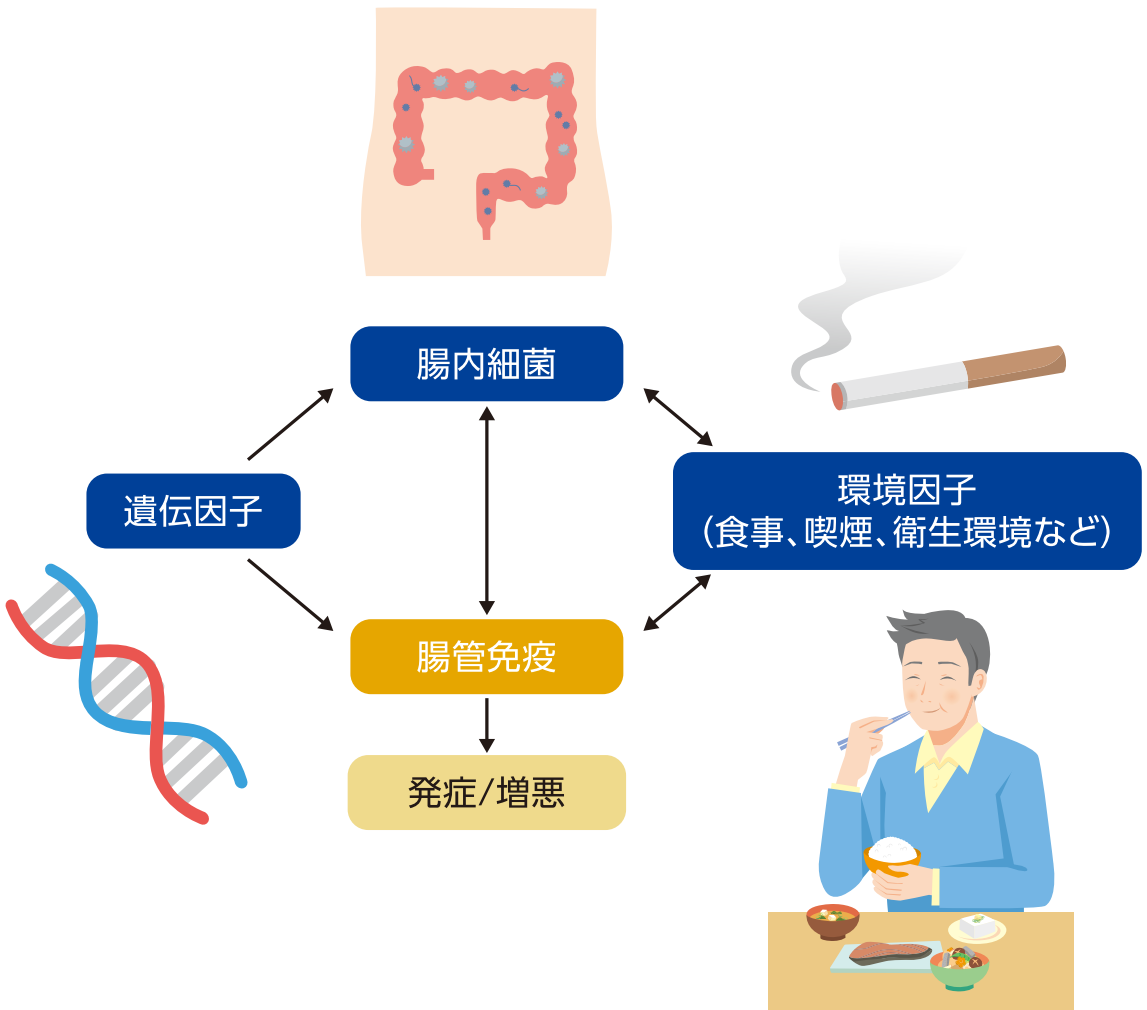 腸内細菌
遺伝因子
環境因子
（食事、喫煙、衛生環境など）
腸管免疫
発症/増悪